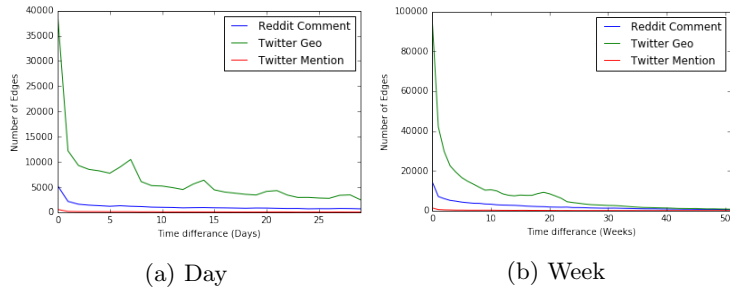 40000
35000
30000
25000
20000
15000
10000
5000
0
Number of Edges
0 5 10 15 20 25
Time differance (Days)
Reddit Comment
Twitter Geo
Twitter Mention
(a) Day
100000
80000
60000
40000
20000
0
Number of Edges
0 10 20 30 40 50
Time differance (Weeks)
Reddit Comment
Twitter Geo
Twitter Mention
(b) Week